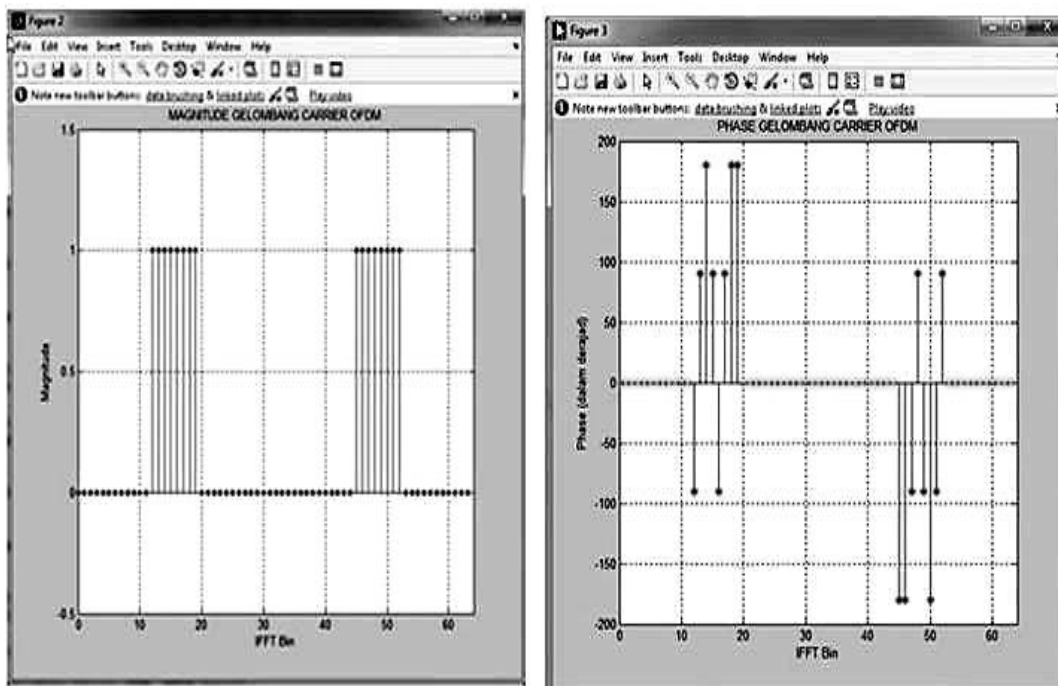 Figure 2
File Edit View Insert Tools Desktop Window Help
Note new toolbar buttons: data brushing & linked plots Play video
MAGNITUDE GELOMBANG CARRIER OFDM
1.5
1
0.5
0
-0.5
Magnitude
0 10 20 30 40 50 60
IFFT Bin
Figure 3
File Edit View Insert Tools Desktop Window Help
Note new toolbar buttons: data brushing & linked plots Play video
PHASE GELOMBANG CARRIER OFDM
200
150
100
50
0
-50
-100
-150
-200
Phase (dalam derajad)
0 10 20 30 40 50 60
IFFT Bin